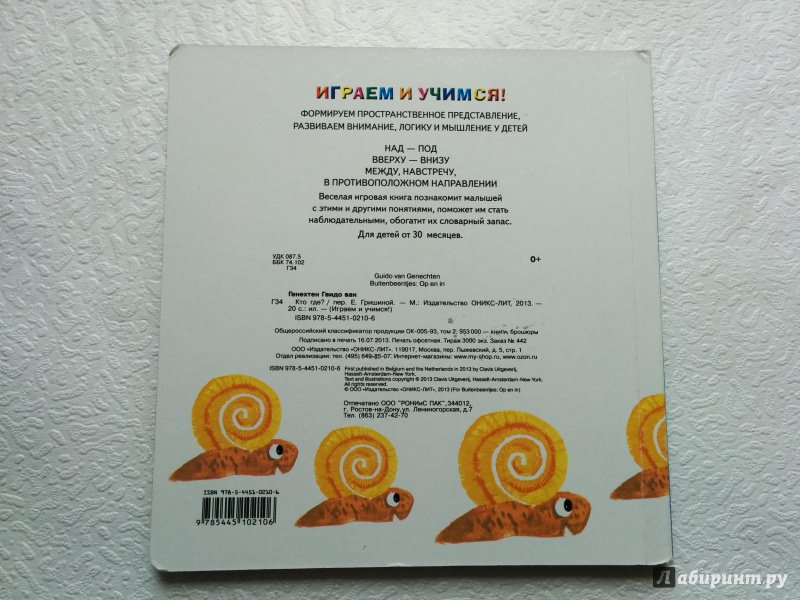 ИГРАЕМ И УЧИМСЯ!
ФОРМИРУЕМ ПРОСТРАНСТВЕННОЕ ПРЕДСТАВЛЕНИЕ,
РАЗВИВАЕМ ВНИМАНИЕ, ЛОГИКУ И МЫШЛЕНИЕ У ДЕТЕЙ
НАД — ПОД
ВВЕРХУ — ВНИЗУ
МЕЖДУ, НАВСТРЕЧУ,
В ПРОТИВОПОЛОЖНОМ НАПРАВЛЕНИИ
Веселая игровая книга познакомит малышей
с этими и другими понятиями, поможет им стать
наблюдательными, обогатит их словарный запас.
Для детей от 30 месяцев.
УДК 087.5
ББК 74.102
Г34
0+
Guido van Genechten
Buitenbeentjes: Op en in
Генехтен Гвидо ван
Г34 Кто где? / пер. Е. Гришиной. — М.: Издательство ОНИКС-ЛИТ, 2013. —
20 с.: ил. — (Играем и учимся!)
ISBN 978-5-4451-0210-6
Общероссийский классификатор продукции ОК-005-93, том 2; 953 000 — книги, брошюры
Подписано в печать 16.07.2013. Печать офсетная. Тираж 3000 экз. Заказ № 442
ООО «Издательство «ОНИКС-ЛИТ». 119017, Москва, пер. Пыжевский, д. 5, стр. 1
Отдел реализации: тел. (495) 649-85-07. Интернет-магазины: www.my-shop.ru, www.ozon.ru
ISBN 978-5-4451-0210-6
First published in Belgium and the Netherlands in 2013 by Clavis Uitgeverij,
Hasselt-Amsterdam-New York.
Text and illustrations copyright © 2013 Clavis Uitgeverij, Hasselt-Amsterdam-New York.
All rights reserved.
© ООО «Издательство «ОНИКС-ЛИТ», 2013 (For Buitenbeentjes: Op en in)
Отпечатано ООО "РОНИиС ПАК", 344012,
г. Ростов-на-Дону, ул. Лениногорская, д.7
Тел. (863) 237-42-70
ISBN 978-5-4451-0210-6
9 785445 102106
Лабиринт.ру